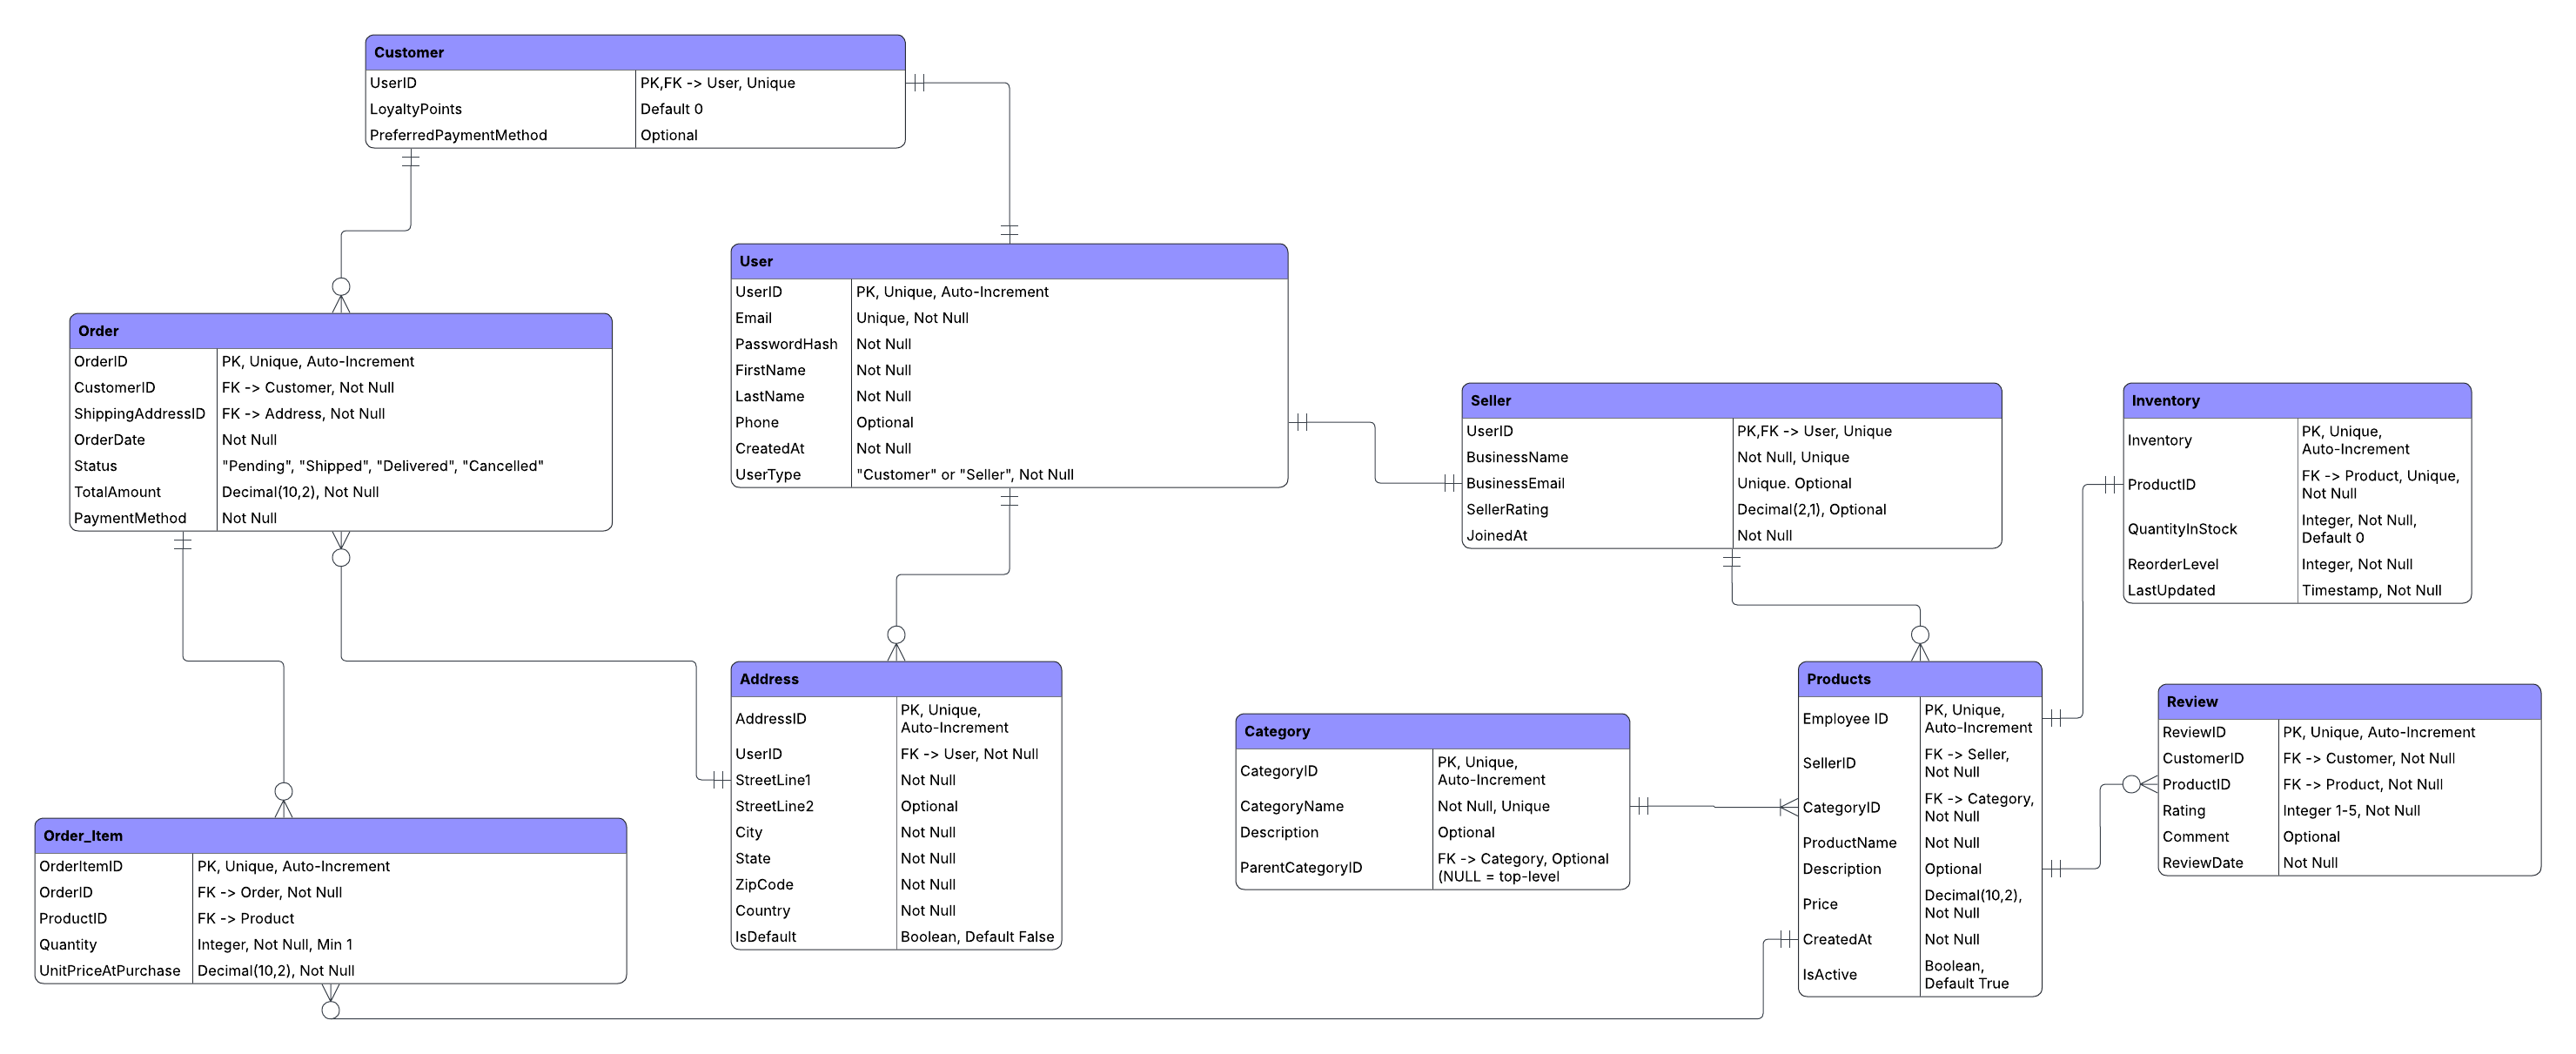 Customer
UserID PK,FK -> User, Unique
LoyaltyPoints Default 0
PreferredPaymentMethod Optional
User
UserID PK, Unique, Auto-Increment
Email Unique, Not Null
PasswordHash Not Null
FirstName Not Null
LastName Not Null
Phone Optional
CreatedAt Not Null
UserType "Customer" or "Seller", Not Null
Order
OrderID PK, Unique, Auto-Increment
CustomerID FK -> Customer, Not Null
ShippingAddressID FK -> Address, Not Null
OrderDate Not Null
Status "Pending", "Shipped", "Delivered", "Cancelled"
TotalAmount Decimal(10,2), Not Null
PaymentMethod Not Null
Seller
UserID PK,FK -> User, Unique
BusinessName Not Null, Unique
BusinessEmail Unique. Optional
SellerRating Decimal(2,1), Optional
JoinedAt Not Null
Inventory
Inventory PK, Unique,
Auto-Increment
ProductID FK -> Product, Unique,
Not Null
QuantityInStock Integer, Not Null,
Default 0
ReorderLevel Integer, Not Null
LastUpdated Timestamp, Not Null
Address
AddressID PK, Unique,
Auto-Increment
UserID FK -> User, Not Null
StreetLine1 Not Null
StreetLine2 Optional
City Not Null
State Not Null
ZipCode Not Null
Country Not Null
IsDefault Boolean, Default False
Category
CategoryID PK, Unique,
Auto-Increment
CategoryName Not Null, Unique
Description Optional
ParentCategoryID FK -> Category, Optional
(NULL = top-level
Products
Employee ID PK, Unique,
Auto-Increment
SellerID FK -> Seller,
Not Null
CategoryID FK -> Category,
Not Null
ProductName Not Null
Description Optional
Price Decimal(10,2),
Not Null
CreatedAt Not Null
IsActive Boolean,
Default True
Review
ReviewID PK, Unique, Auto-Increment
CustomerID FK -> Customer, Not Null
ProductID FK -> Product, Not Null
Rating Integer 1-5, Not Null
Comment Optional
ReviewDate Not Null
Order_Item
OrderItemID PK, Unique, Auto-Increment
OrderID FK -> Order, Not Null
ProductID FK -> Product
Quantity Integer, Not Null, Min 1
UnitPriceAtPurchase Decimal(10,2), Not Null